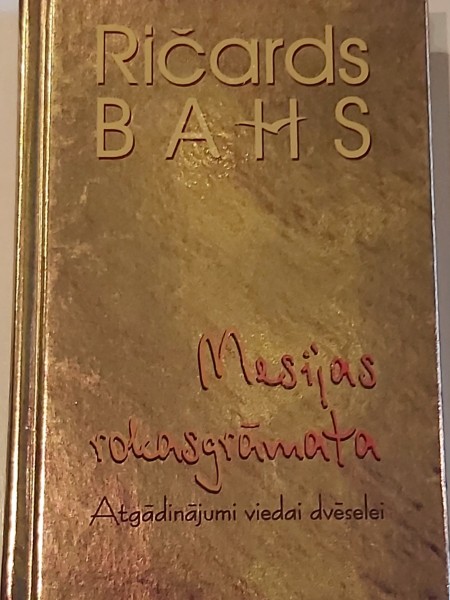 Ričards
BAHS
Mesijas
rokasgrāmata
Atgādinājumi viedai dvēselei